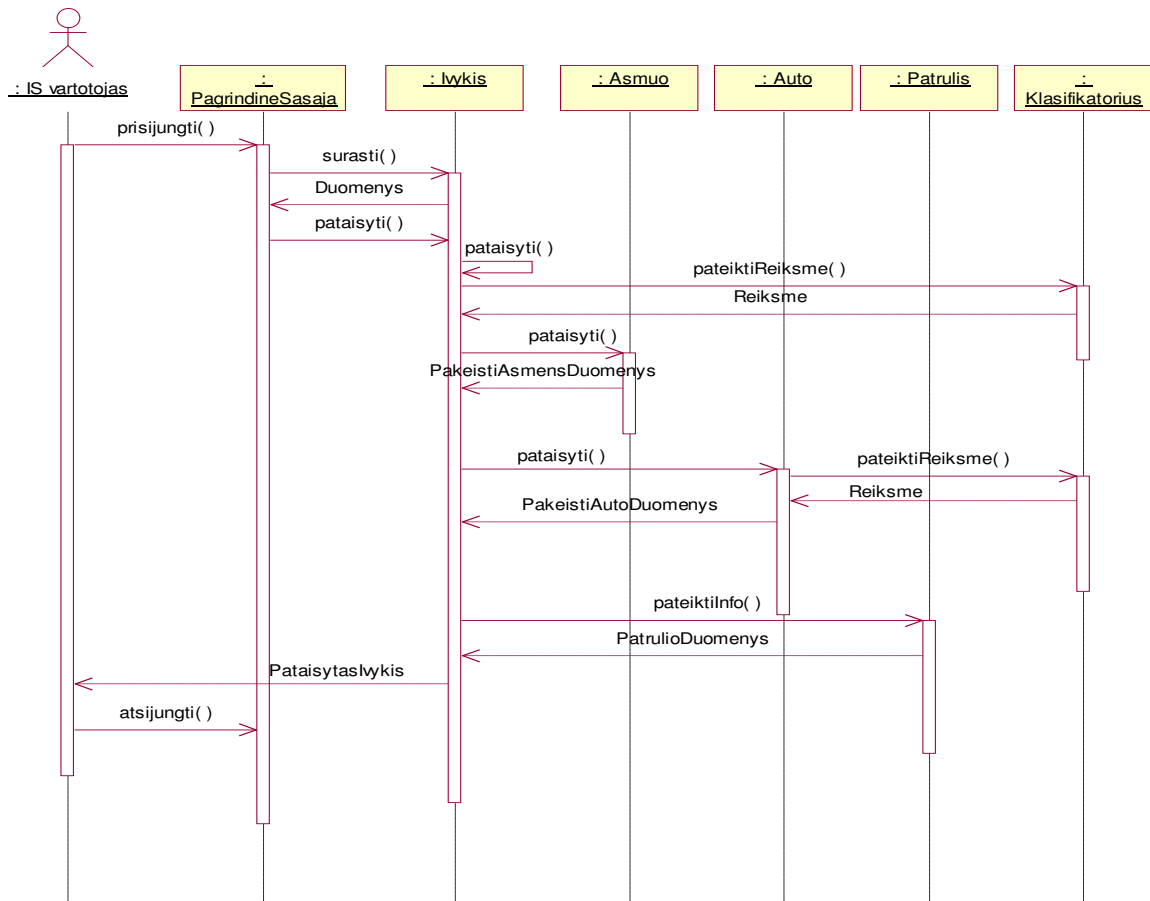 : IS vartotojas
:
PagrindineSasaja
: Ivykis
: Asmuo
: Auto
: Patrulis
:
Klasifikatorius
prisijungti( )
surasti( )
Duomenys
pataisyti( )
pataisyti( )
pateiktiReiksme( )
Reiksme
pataisyti( )
PakeistiAsmensDuomenys
pataisyti( )
pateiktiReiksme( )
Reiksme
PakeistiAutoDuomenys
pateiktiInfo( )
PatrulioDuomenys
PataisytasIvykis
atsijungti( )